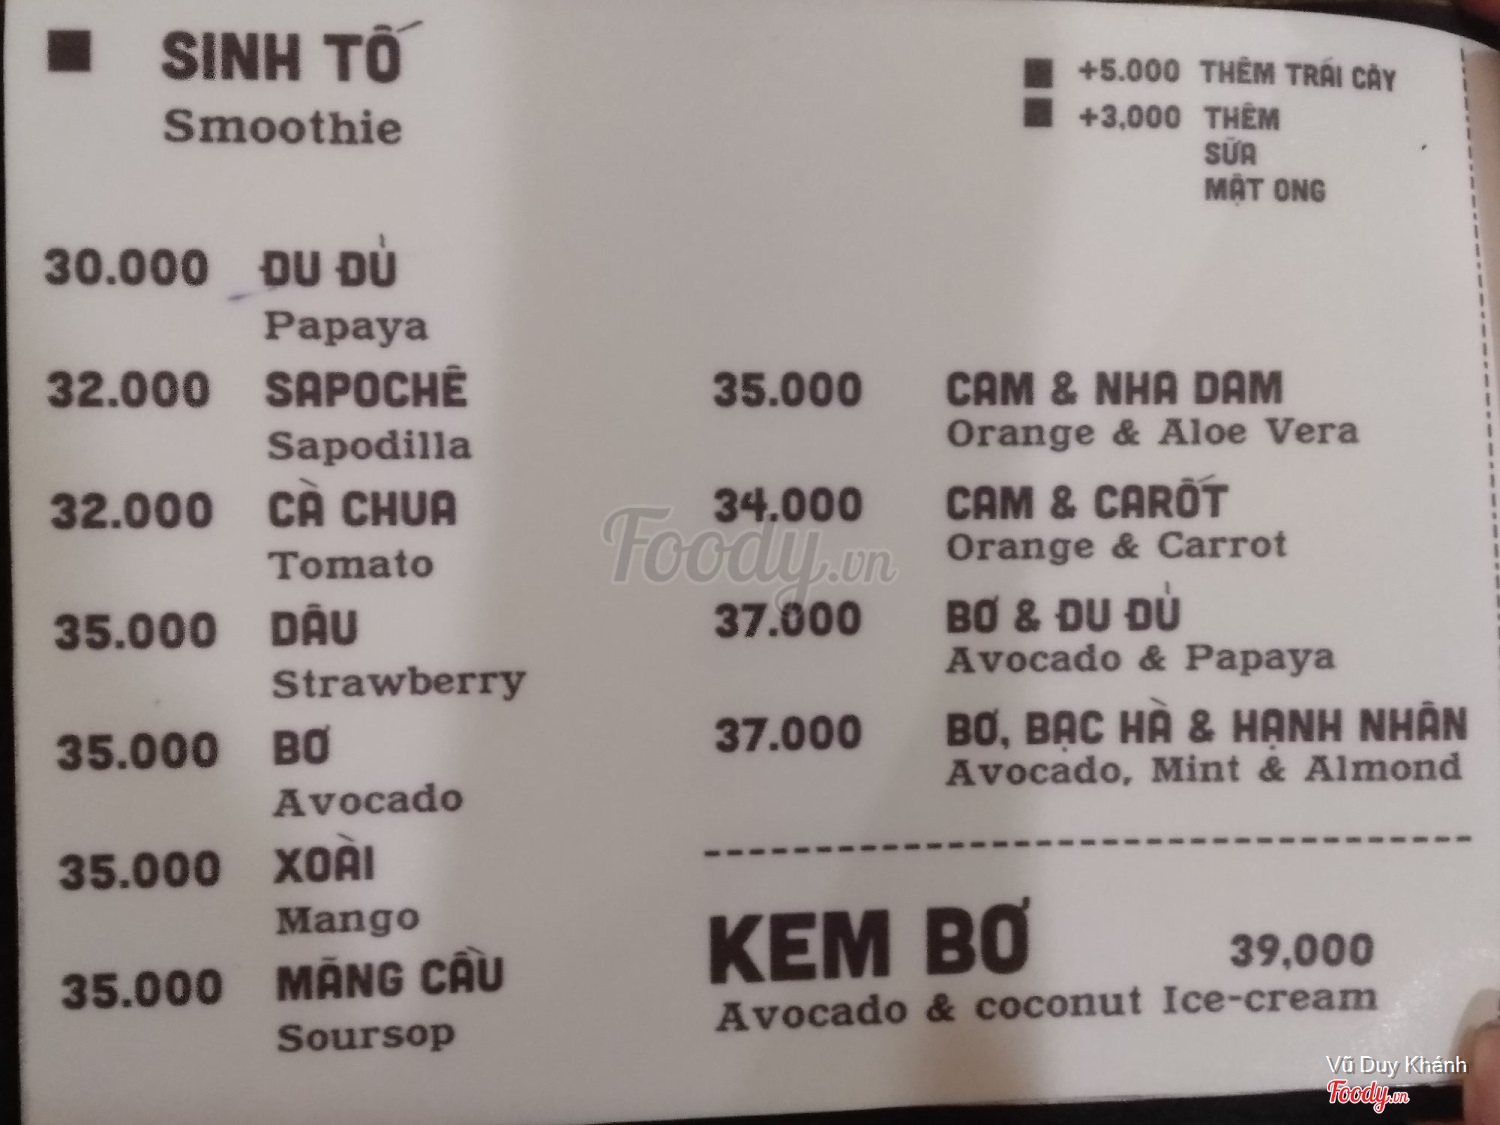 SINH TỐ
Smoothie
+5.000 THÊM TRÁI CÂY
+3,000 THÊM
SỮA
MẬT ONG
30.000 ĐU ĐỦ
Papaya
32.000 SAPOCHÊ
Sapodilla
32.000 CÀ CHUA
Tomato
35.000 DÂU
Strawberry
35.000 BƠ
Avocado
35.000 XOÀI
Mango
35.000 MÃNG CẦU
Soursop
35.000 CAM & NHA DAM
Orange & Aloe Vera
34.000 CAM & CARỐT
Orange & Carrot
37.000 BƠ & ĐU ĐỦ
Avocado & Papaya
37.000 BƠ, BẠC HÀ & HẠNH NHÂN
Avocado, Mint & Almond
KEM BƠ 39,000
Avocado & coconut Ice-cream
Foody.vn
Vũ Duy Khánh
Foody.vn